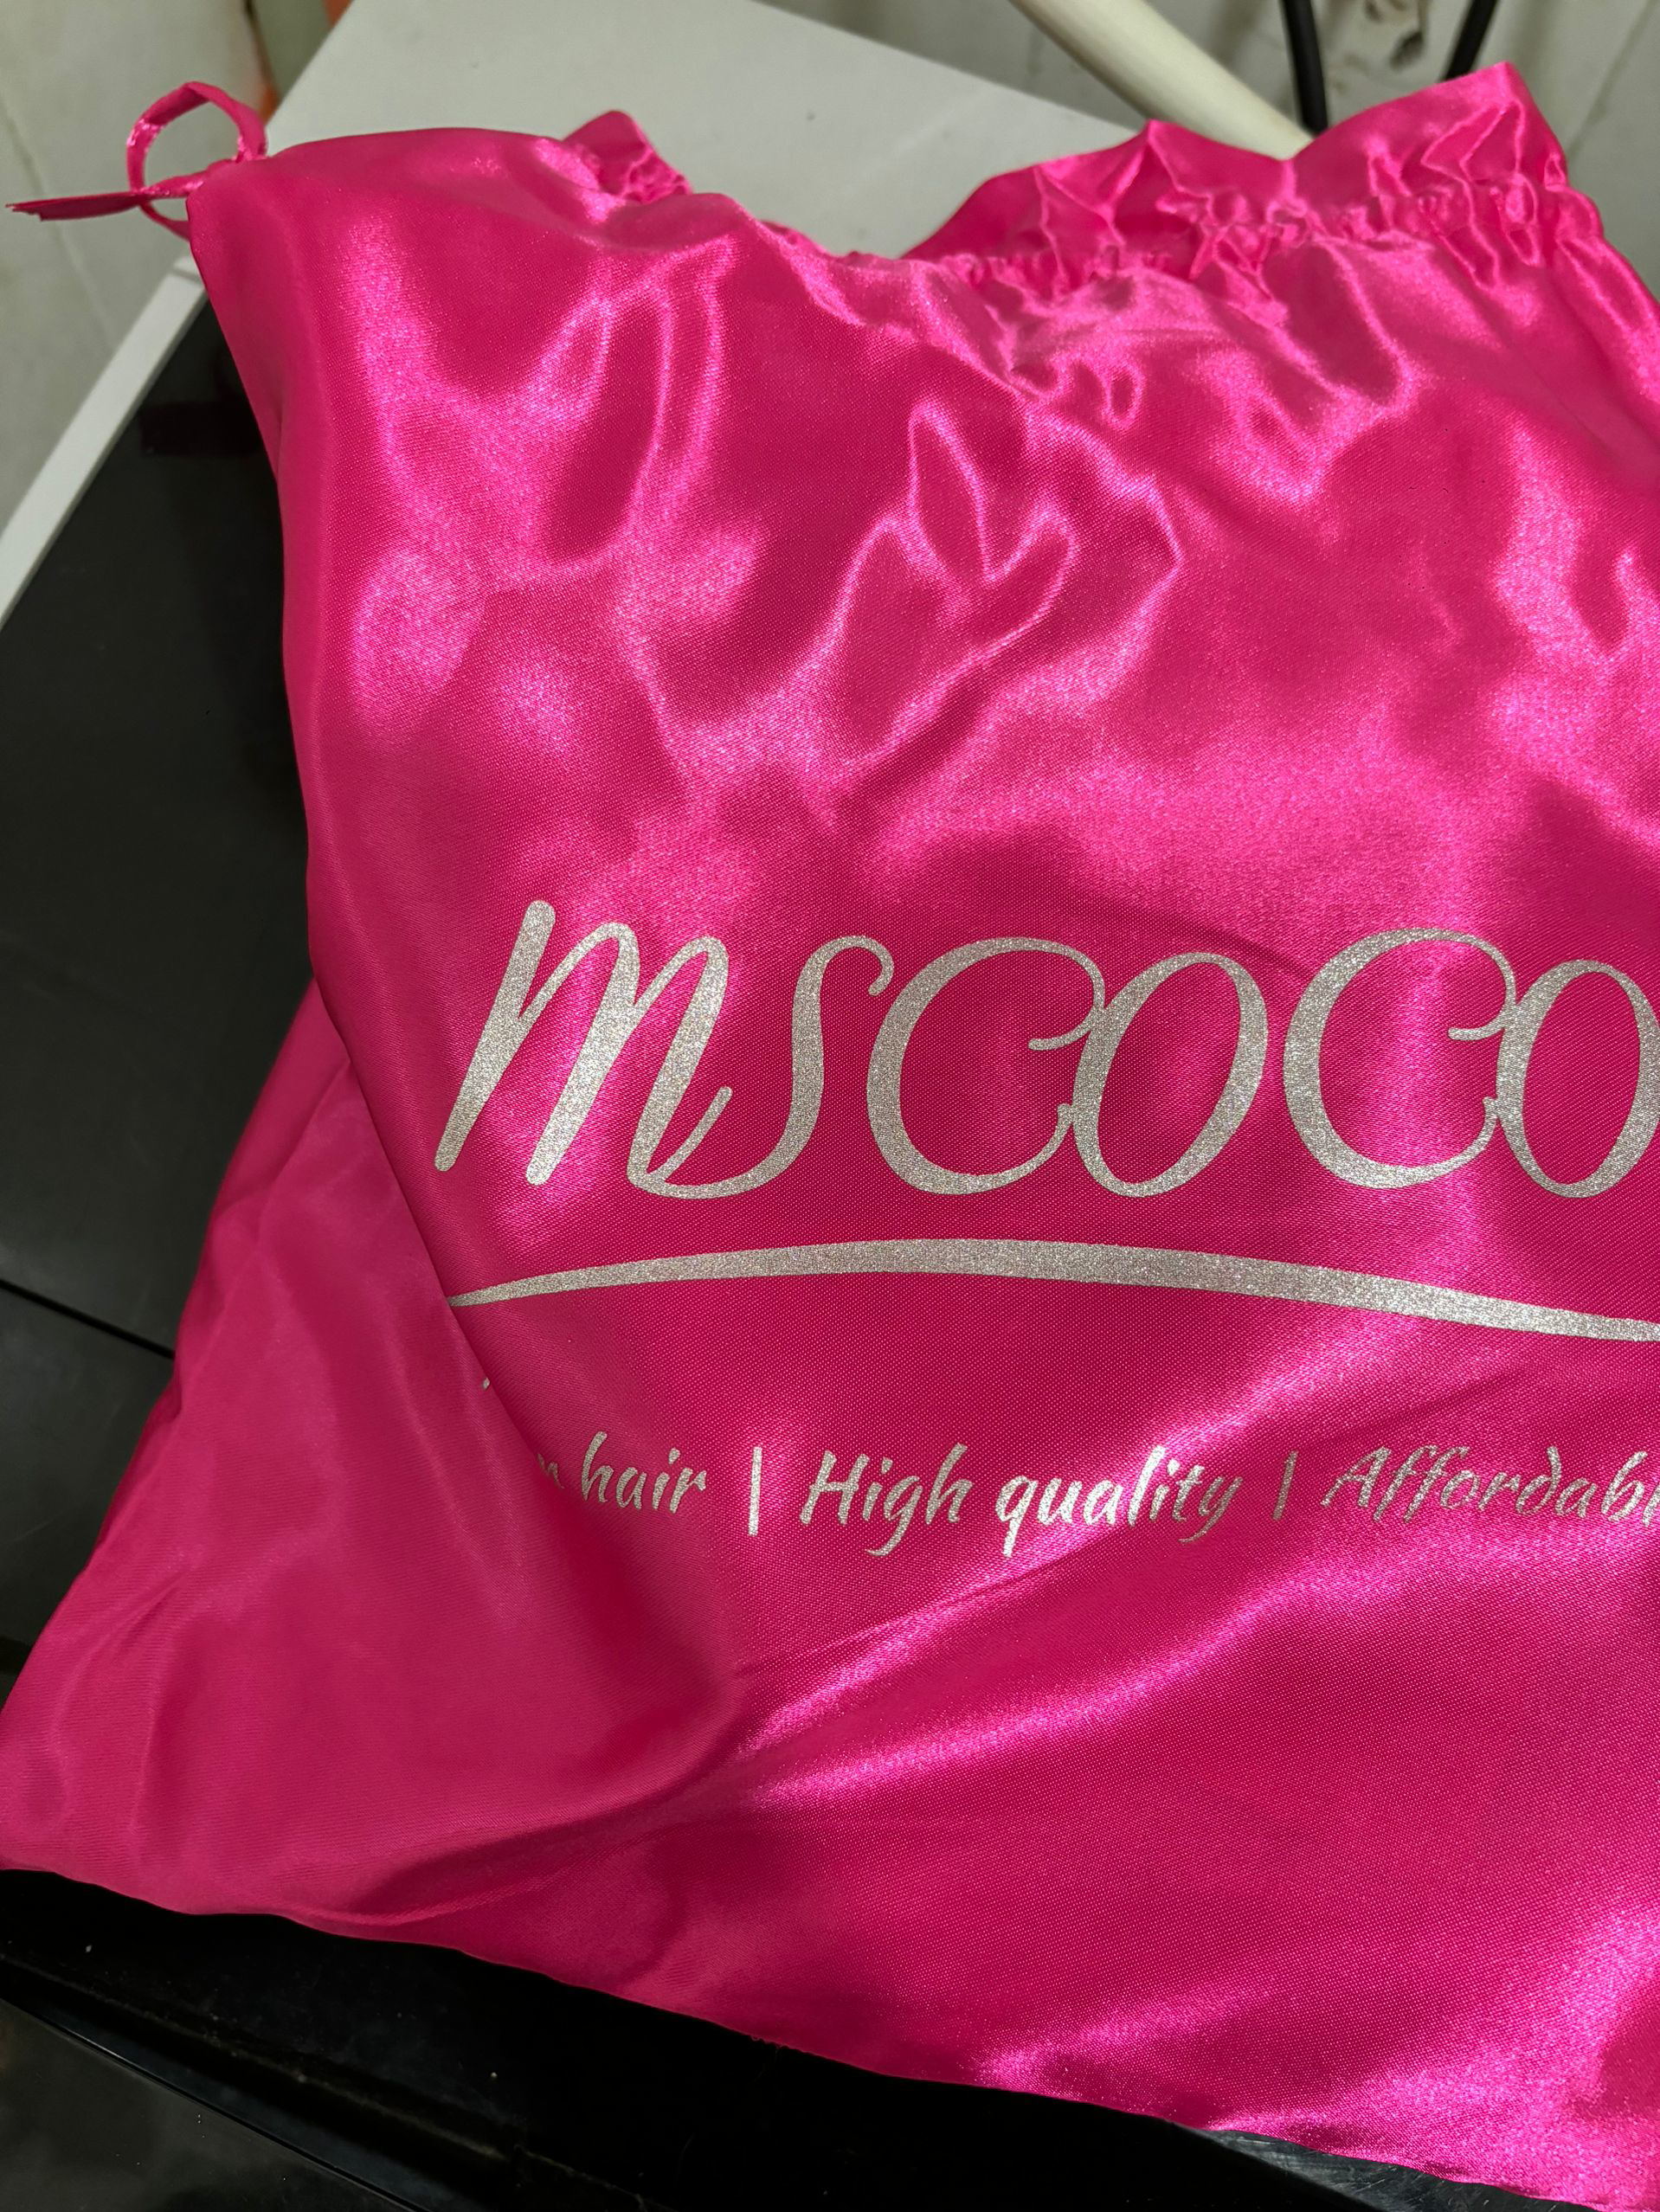 MSCOCO
hair | High quality |